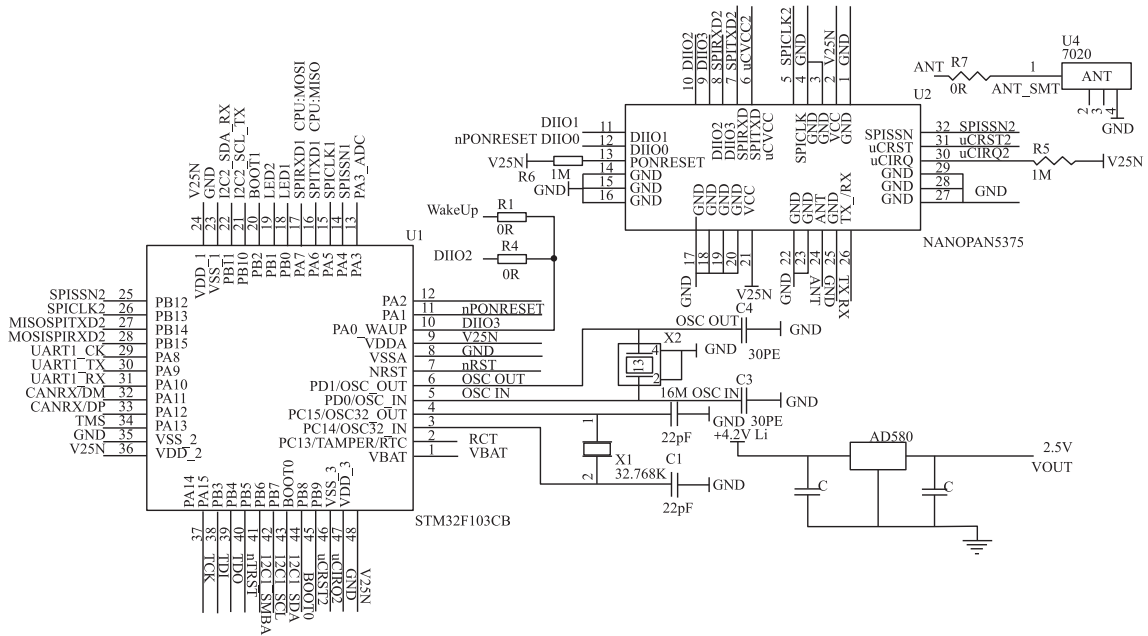 10 DIIO2
9 DIIO3
8 SPIRXD2
7 SPITXD2
6 uCVCC2
5 SPICLK2
4 GND
3
2 V25N
1 GND
U2
ANT
R7
0R
1
ANT_SMT
U4
7020
ANT
2
3
4
GND
DIIO1 11
nPONRESET DIIO0 12
V25N 13
R6 1M 14
GND 15
16
DIIO1
DIIO0
PONRESET
GND
GND
GND
DIIO2
DIIO3
SPIRXD
SPITXD
uCVCC
SPICLK
GND
GND
VCC
GND
SPISSN 32 SPISSN2
uCRST 31 uCRST2
uCIRQ 30 uCIRQ2
R5
1M
V25N
GND 29
GND 28 GND
GND 27
GND
GND
GND
GND
VCC
GND
GND
ANT
GND
TX_/RX
NANOPAN5375
17
18
19
20
21
22
23
24
25
26
GND
V25N
GND
ANT
GND
TX_RX
V25N
GND
I2C2_SDA_RX
I2C2_SCL_TX
BOOT1
LED2
LED1
SPIRXD1 CPU:MOSI
SPITXD1 CPU:MISO
SPICLK1
SPISSN1
PA3_ADC
24
23
22
21
20
19
18
17
16
15
14
13
U1
VDD_1
VSS_1
PB11
PB10
PB2
PB1
PB0
PA7
PA6
PA5
PA4
PA3
WakeUp R1
0R
DIIO2 R4
0R
SPISSN2 25 PB12
SPICLK2 26 PB13
MISOSPITXD2 27 PB14
MOSISPIRXD2 28 PB15
UART1_CK 29 PA8
UART1_TX 30 PA9
UART1_RX 31 PA10
CANRX/DM 32 PA11
CANRX/DP 33 PA12
TMS 34 PA13
GND 35 VSS_2
V25N 36 VDD_2
PA2 12
PA1 11 nPONRESET
PA0_WAUP 10 DIIO3
VDDA 9 V25N
VSSA 8 GND
NRST 7 nRST
PD1/OSC_OUT 6 OSC OUT
PD0/OSC_IN 5 OSC IN
PC15/OSC32_OUT 4
PC14/OSC32_IN 3
PC13/TAMPER/RTC 2 RCT
VBAT 1 VBAT
OSC OUT
C4
30PE
GND
X2
4
13
2
GND
16M OSC IN
C3
30PE
GND
22pF
GND
1
X1
32.768K
2
C1
22pF
GND
+4.2V Li
AD580
2.5V
VOUT
C
C
PA14
PA15
PB3
PB4
PB5
PB6
PB7
BOOT0
PB8
PB9
VSS_3
VDD_3
STM32F103CB
37
38
39
40
41
42
43
44
45
46
47
48
TCK
TDI
TDO
nTRST
12C1_SMBA
12C1_SCL
12C1_SDA
BOOT0
uCRST2
uCIRQ2
GND
V25N